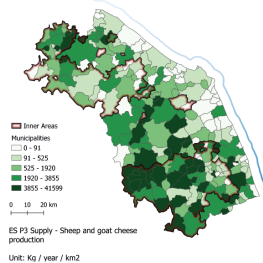 Inner Areas
Municipalities
0 - 91
91 - 525
525 - 1920
1920 - 3855
3855 - 41599
0 10 20 km
ES P3 Supply - Sheep and goat cheese
production
Unit: Kg / year / km2